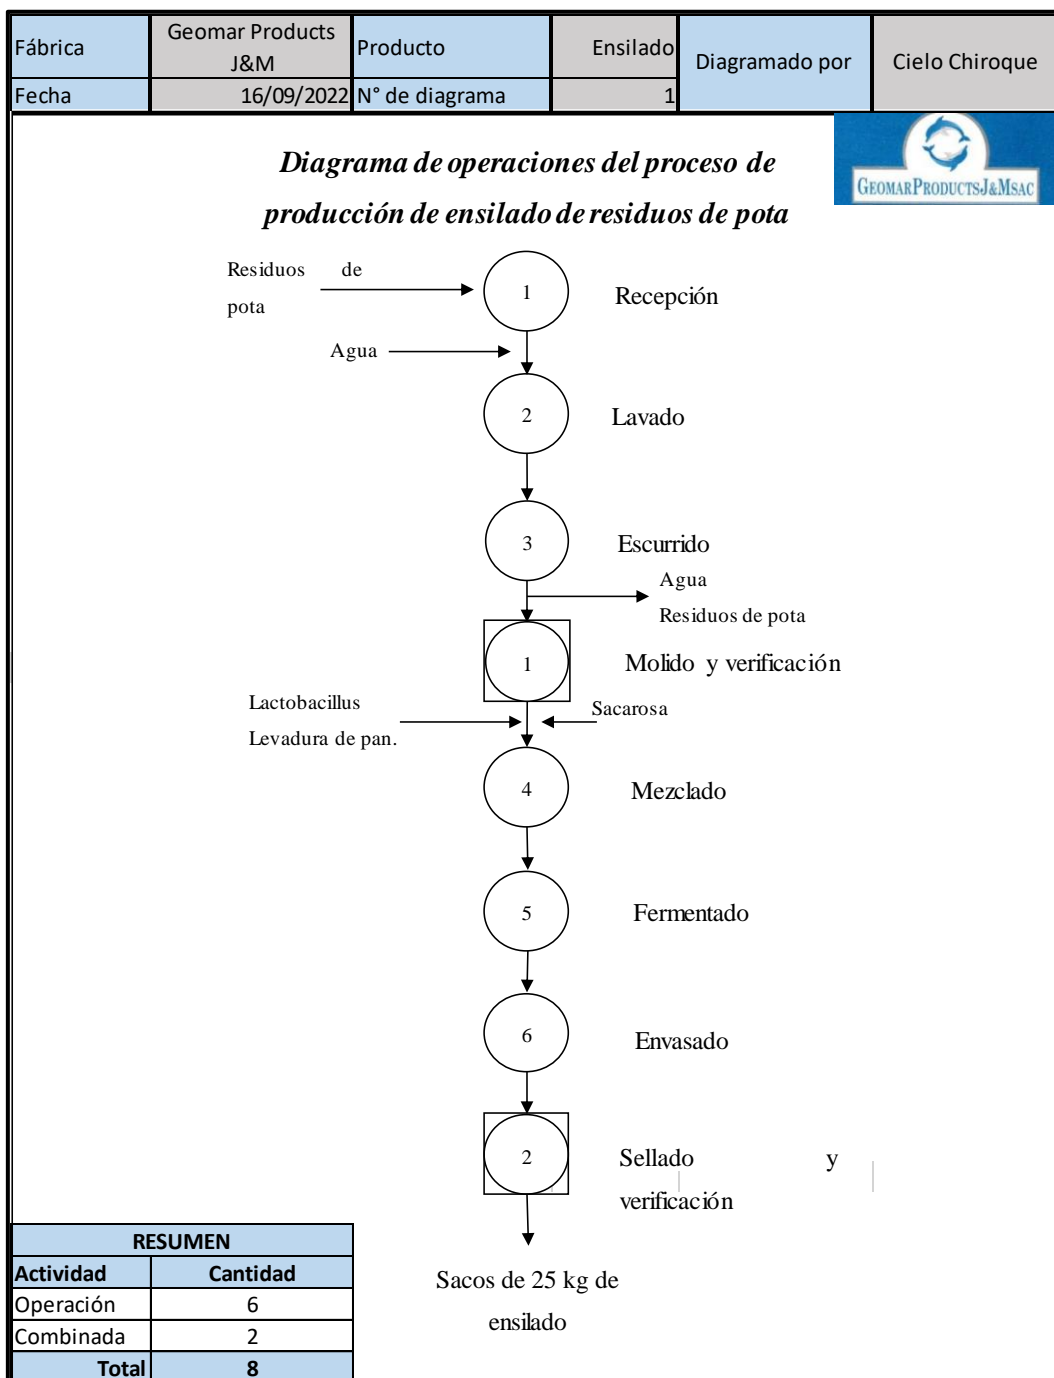 Fábrica
Geomar Products
J&M
Producto
Ensilado
Diagramado por
Cielo Chiroque
Fecha
16/09/2022
N° de diagrama
1
Diagrama de operaciones del proceso de
producción de ensilado de residuos de pota
GEOMARPRODUCTSJ&MSAC
Residuos de
pota
1
Recepción
Agua
2
Lavado
3
Escurrido
Agua
Residuos de pota
1
Molido y verificación
Lactobacillus
Levadura de pan.
Sacarosa
4
Mezclado
5
Fermentado
6
Envasado
2
Sellado y
verificación
Sacos de 25 kg de
ensilado
RESUMEN
Actividad Cantidad
Operación 6
Combinada 2
Total 8